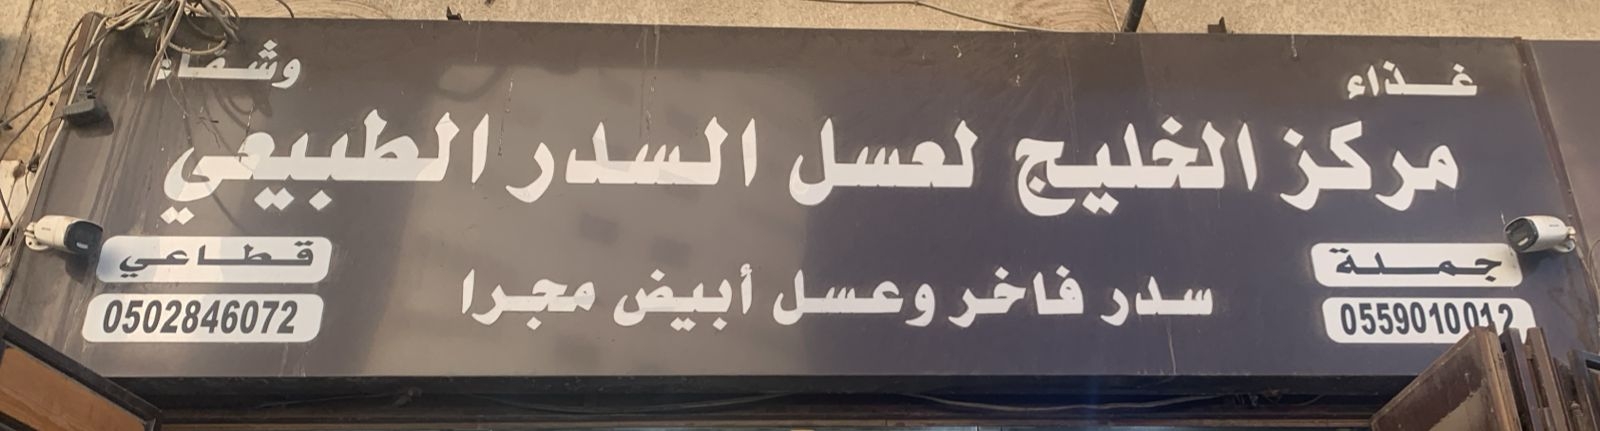 غذاء وشفاء
مركز الخليج لعسل السدر الطبيعي
جملة قطاعي
سدر فاخر وعسل أبيض مجرا
0559010012 0502846072